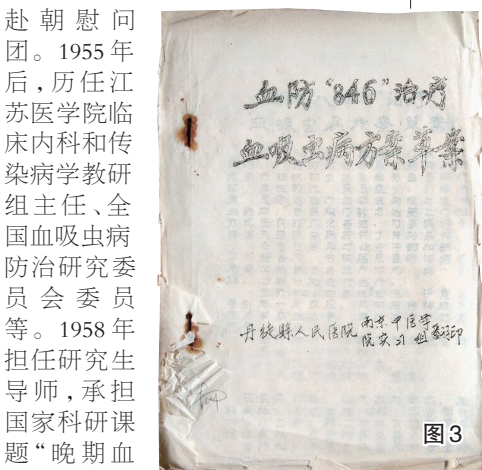 赴朝慰问
团。1955年
后,历任江
苏医学院临
床内科和传
染病学教研
组主任、全
国血吸虫病
防治研究委
员会委员
等。1958年
担任研究生
导师,承担
国家科研课
题“晚期血
血防“846”治疗
血吸虫病方案草案
丹徒縣人民医院 南京中医学
院实习组 翻印
图3